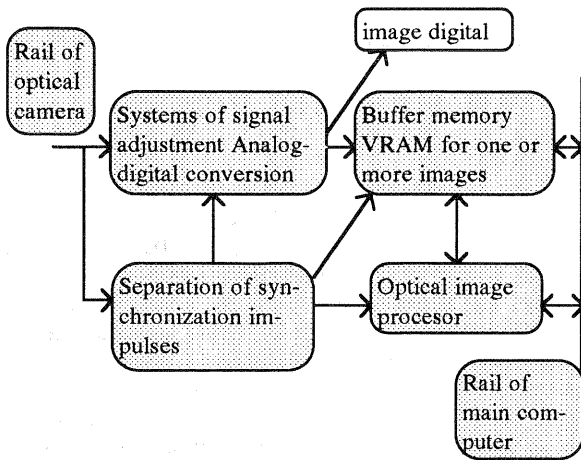 image digital
Rail of
optical
camera
Systems of signal
adjustment Analog-
digital conversion
Buffer memory
VRAM for one or
more images
Separation of syn-
chronization im-
pulses
Optical image
procesor
Rail of
main com-
puter